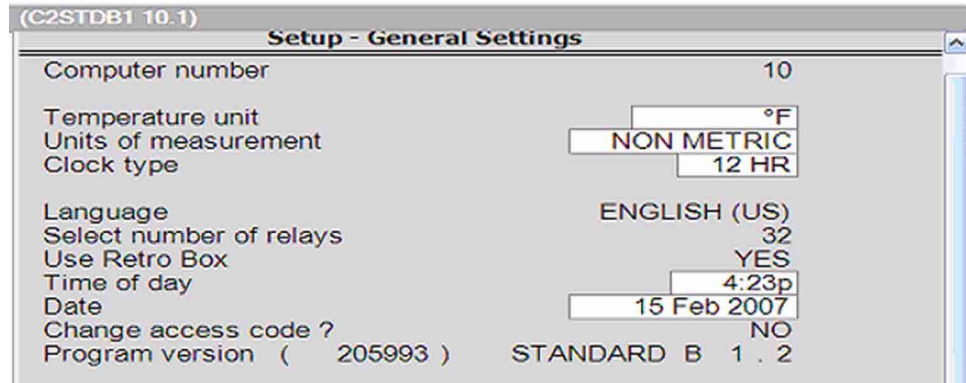 (C2STDB1 10.1)
Setup - General Settings
Computer number 10
Temperature unit °F
Units of measurement NON METRIC
Clock type 12 HR
Language ENGLISH (US)
Select number of relays 32
Use Retro Box YES
Time of day 4:23p
Date 15 Feb 2007
Change access code ? NO
Program version ( 205993 ) STANDARD B 1 . 2